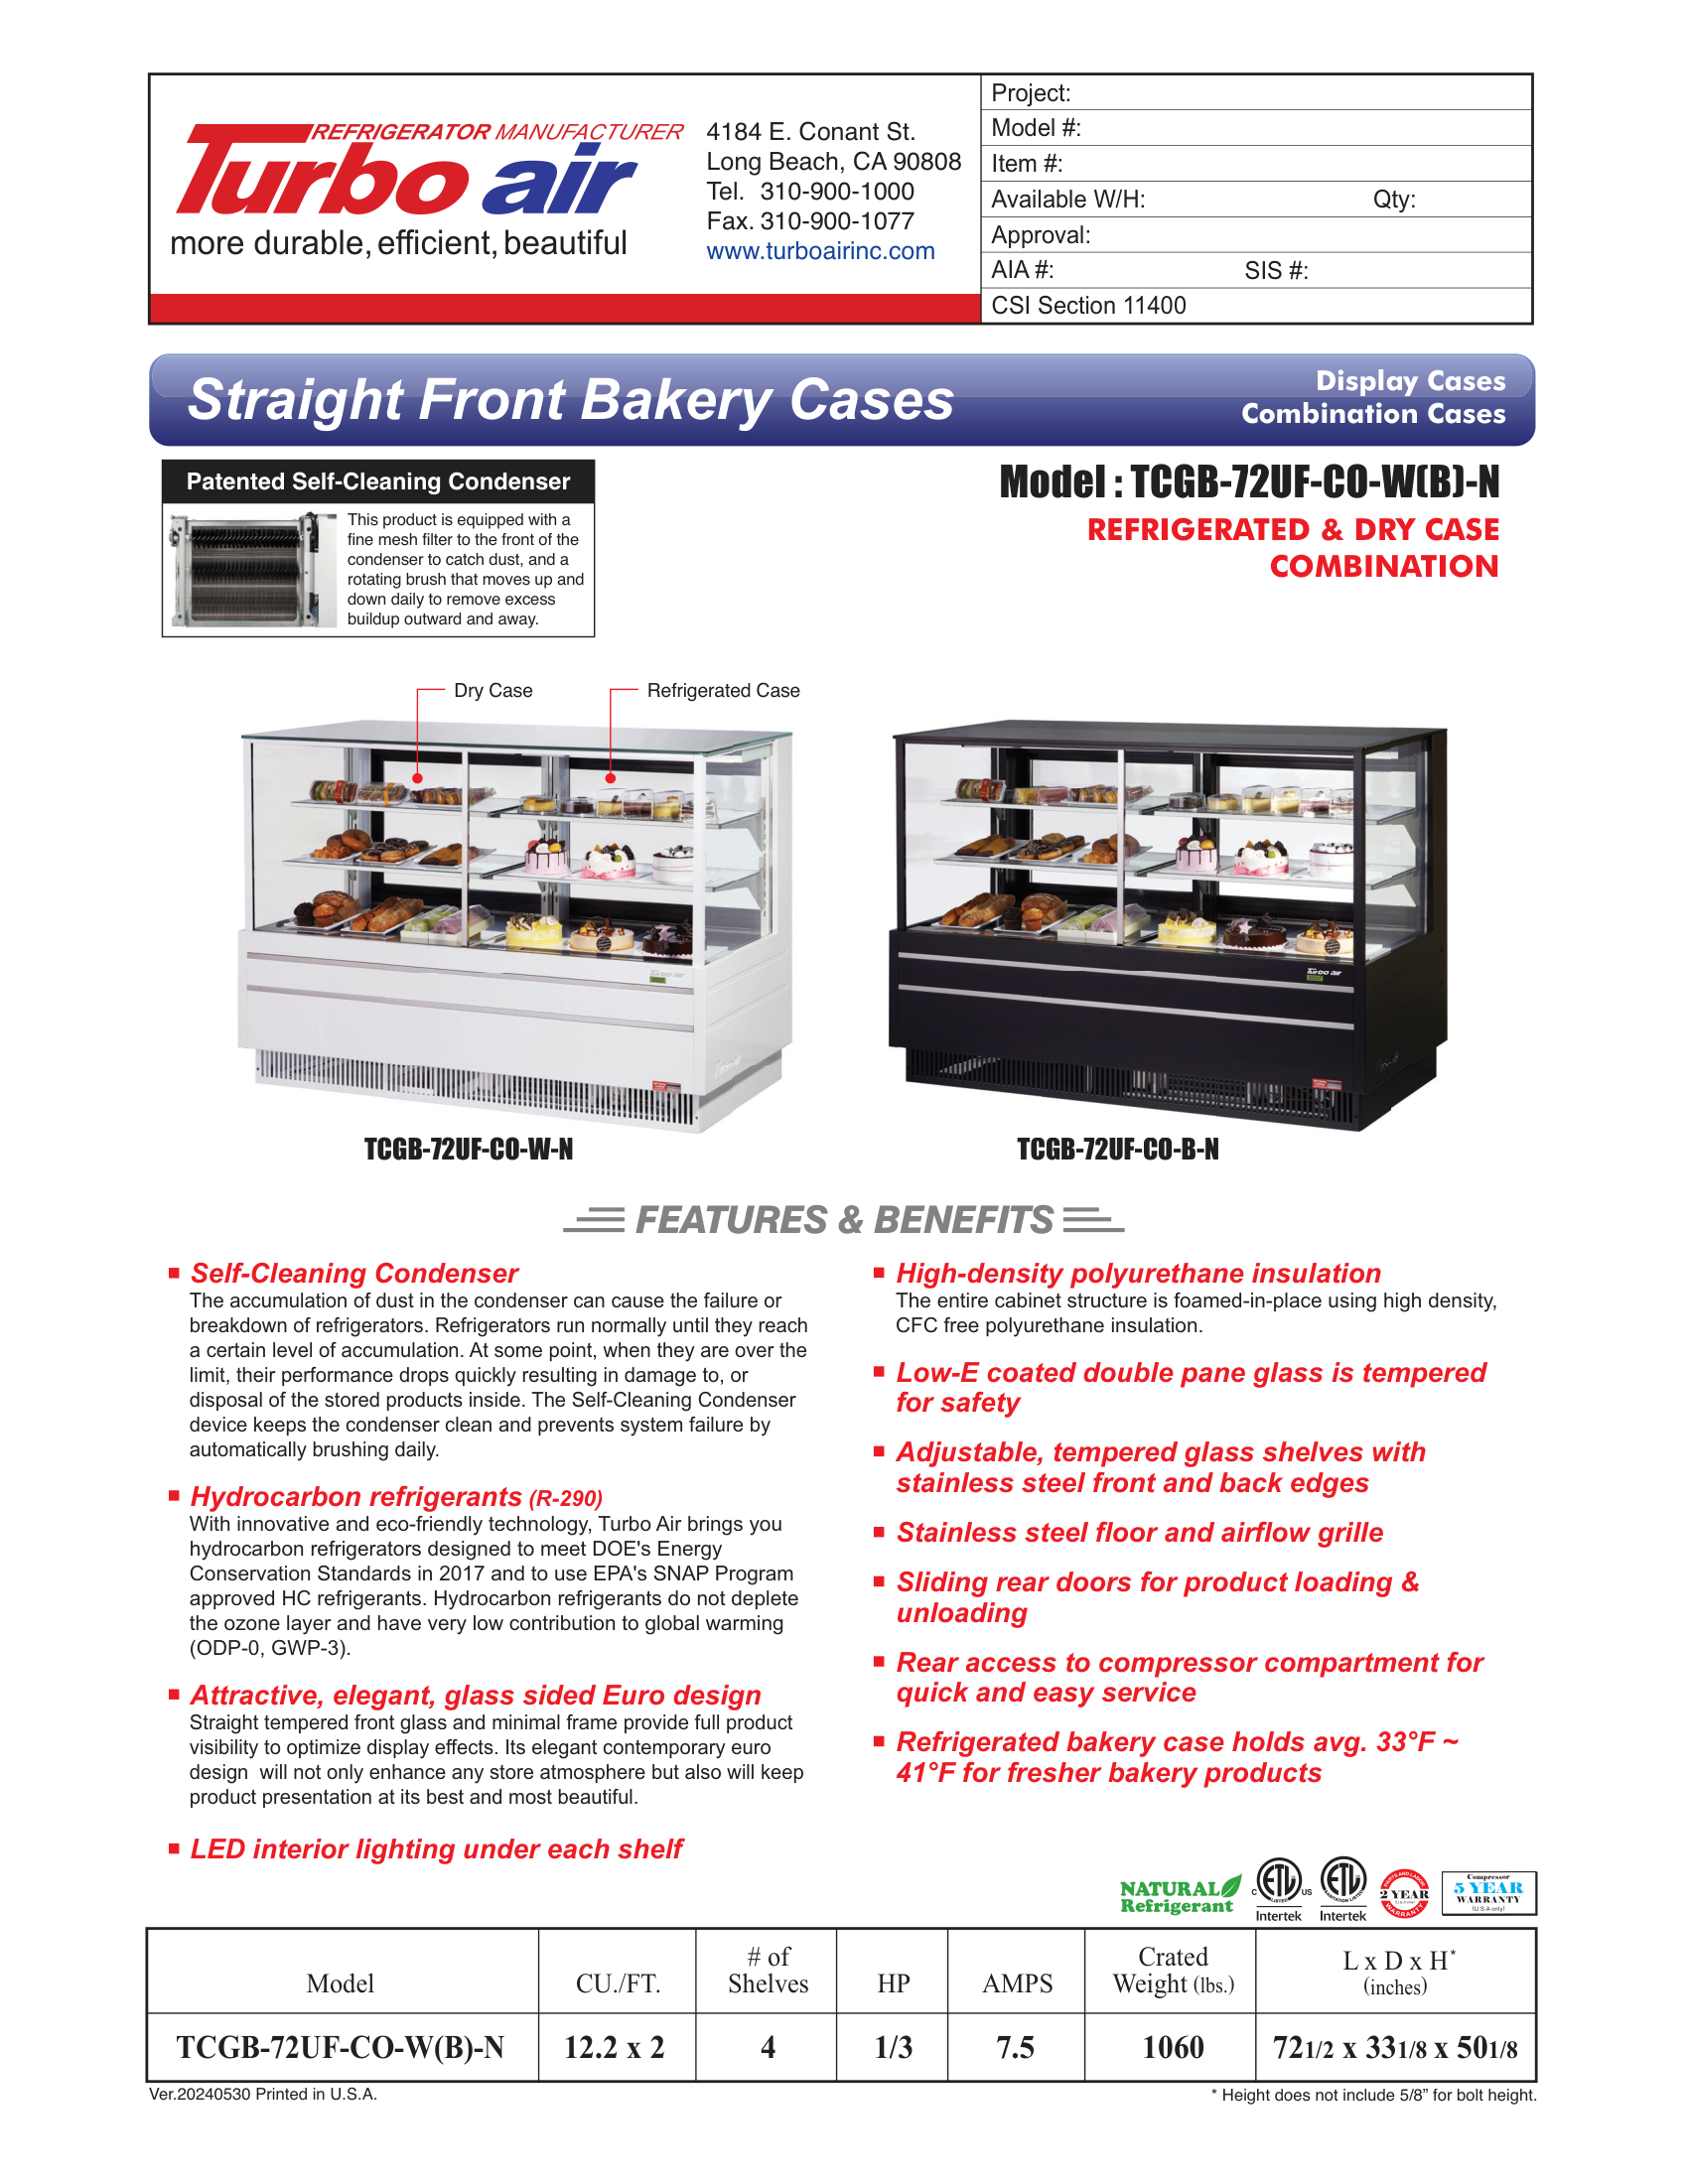 REFRIGERATOR MANUFACTURER
Turbo air
more durable, efficient, beautiful
4184 E. Conant St.
Long Beach, CA 90808
Tel. 310-900-1000
Fax. 310-900-1077
www.turboairinc.com
Project:
Model #:
Item #:
Available W/H: Qty:
Approval:
AIA #: SIS #:
CSI Section 11400
Straight Front Bakery Cases
Display Cases
Combination Cases
Patented Self-Cleaning Condenser
This product is equipped with a
fine mesh filter to the front of the
condenser to catch dust, and a
rotating brush that moves up and
down daily to remove excess
buildup outward and away.
Model : TCGB-72UF-CO-W(B)-N
REFRIGERATED & DRY CASE
COMBINATION
Dry Case
Refrigerated Case
Turbo air
Turbo air
TCGB-72UF-CO-W-N
TCGB-72UF-CO-B-N
FEATURES & BENEFITS
Self-Cleaning Condenser
The accumulation of dust in the condenser can cause the failure or
breakdown of refrigerators. Refrigerators run normally until they reach
a certain level of accumulation. At some point, when they are over the
limit, their performance drops quickly resulting in damage to, or
disposal of the stored products inside. The Self-Cleaning Condenser
device keeps the condenser clean and prevents system failure by
automatically brushing daily.
Hydrocarbon refrigerants (R-290)
With innovative and eco-friendly technology, Turbo Air brings you
hydrocarbon refrigerators designed to meet DOE's Energy
Conservation Standards in 2017 and to use EPA's SNAP Program
approved HC refrigerants. Hydrocarbon refrigerants do not deplete
the ozone layer and have very low contribution to global warming
(ODP-0, GWP-3).
Attractive, elegant, glass sided Euro design
Straight tempered front glass and minimal frame provide full product
visibility to optimize display effects. Its elegant contemporary euro
design will not only enhance any store atmosphere but also will keep
product presentation at its best and most beautiful.
LED interior lighting under each shelf
High-density polyurethane insulation
The entire cabinet structure is foamed-in-place using high density,
CFC free polyurethane insulation.
Low-E coated double pane glass is tempered
for safety
Adjustable, tempered glass shelves with
stainless steel front and back edges
Stainless steel floor and airflow grille
Sliding rear doors for product loading &
unloading
Rear access to compressor compartment for
quick and easy service
Refrigerated bakery case holds avg. 33°F ~
41°F for fresher bakery products
NATURAL
Refrigerant
C ETL US
LISTED
Intertek
ETL
SANITATION LISTED
Intertek
PARTS AND LABOR
2 YEAR
(U.S.A only)
WARRANTY
Compressor
5 YEAR
WARRANTY
(U.S.A only)
Model CU./FT. # of Shelves HP AMPS Crated Weight (lbs.) L x D x H* (inches)
TCGB-72UF-CO-W(B)-N 12.2 x 2 4 1/3 7.5 1060 721/2 x 331/8 x 501/8
Ver.20240530 Printed in U.S.A.
* Height does not include 5/8” for bolt height.